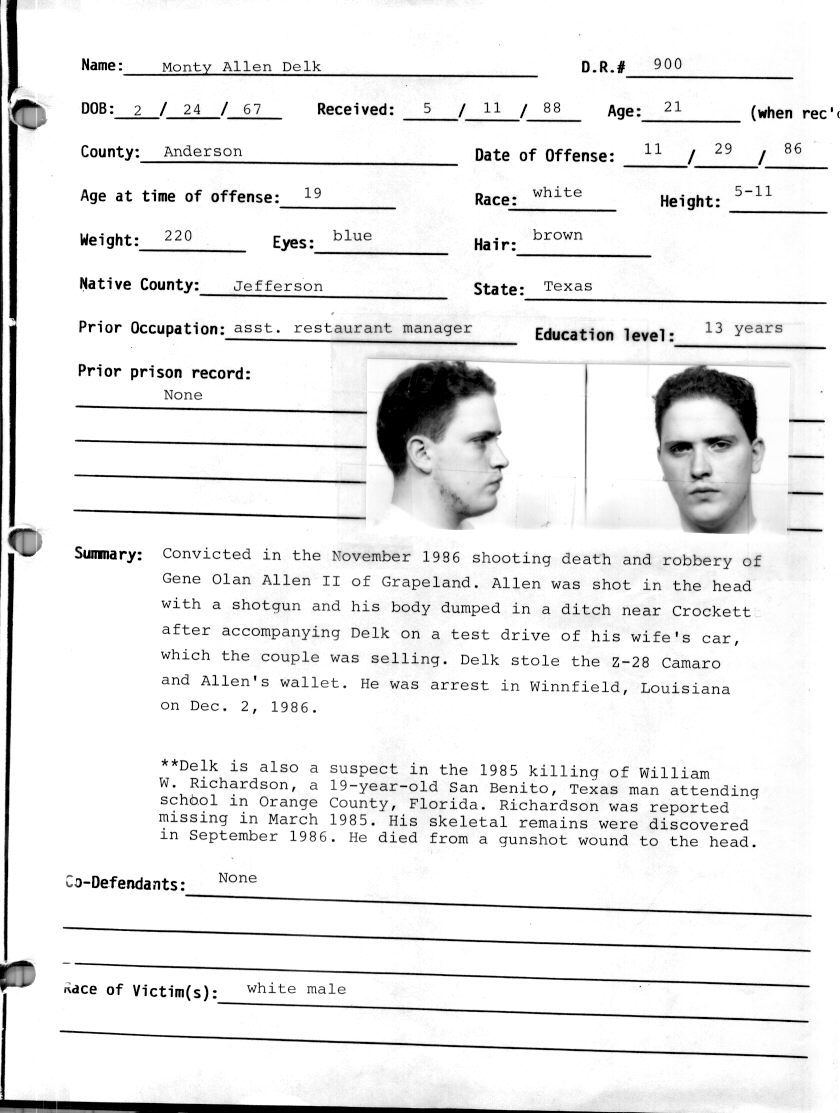 Name: Monty Allen Delk D.R.# 900
DOB: 2 / 24 / 67 Received: 5 / 11 / 88 Age: 21 (when rec'd
County: Anderson Date of Offense: 11 / 29 / 86
Age at time of offense: 19 Race: white Height: 5-11
Weight: 220 Eyes: blue Hair: brown
Native County: Jefferson State: Texas
Prior Occupation: asst. restaurant manager Education level: 13 years
Prior prison record:
None
Summary: Convicted in the November 1986 shooting death and robbery of
Gene Olan Allen II of Grapeland. Allen was shot in the head
with a shotgun and his body dumped in a ditch near Crockett
after accompanying Delk on a test drive of his wife's car,
which the couple was selling. Delk stole the Z-28 Camaro
and Allen's wallet. He was arrest in Winnfield, Louisiana
on Dec. 2, 1986.
**Delk is also a suspect in the 1985 killing of William
W. Richardson, a 19-year-old San Benito, Texas man attending
school in Orange County, Florida. Richardson was reported
missing in March 1985. His skeletal remains were discovered
in September 1986. He died from a gunshot wound to the head.
Co-Defendants: None
Race of Victim(s): white male